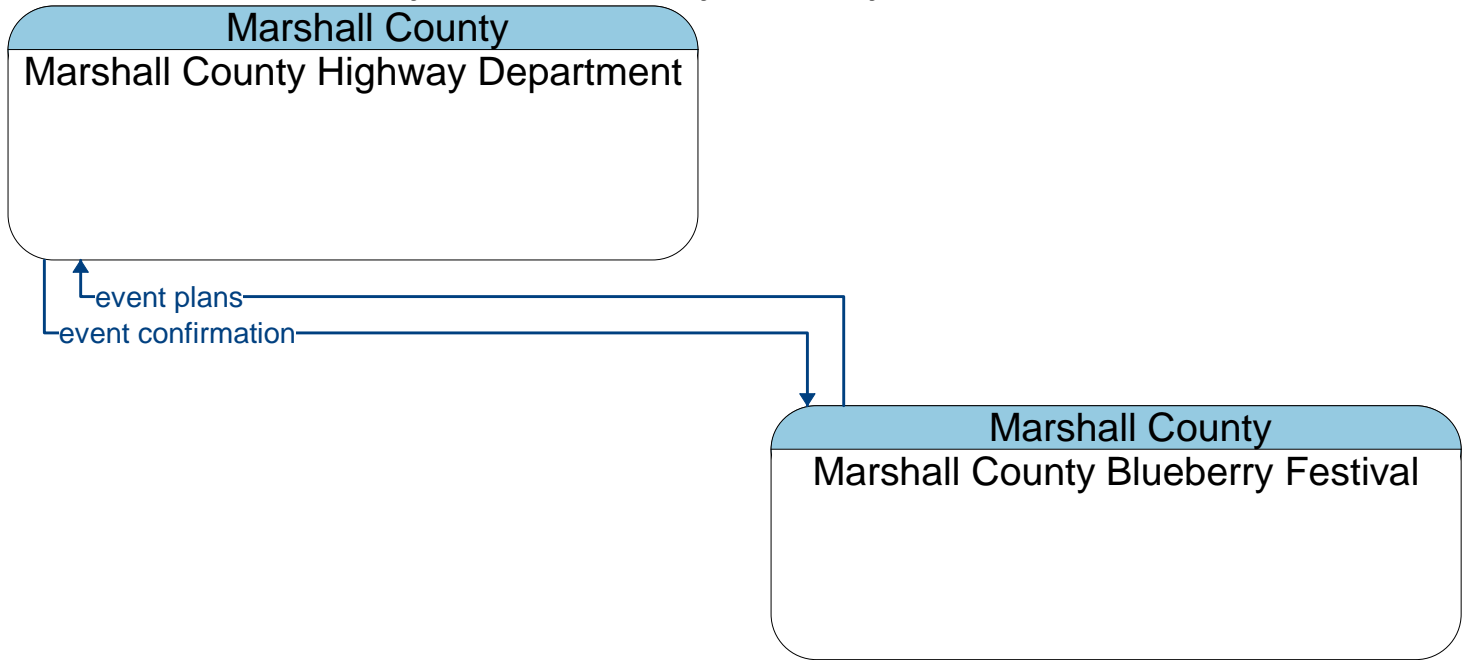 Marshall County
Marshall County Highway Department
event plans
event confirmation
Marshall County
Marshall County Blueberry Festival